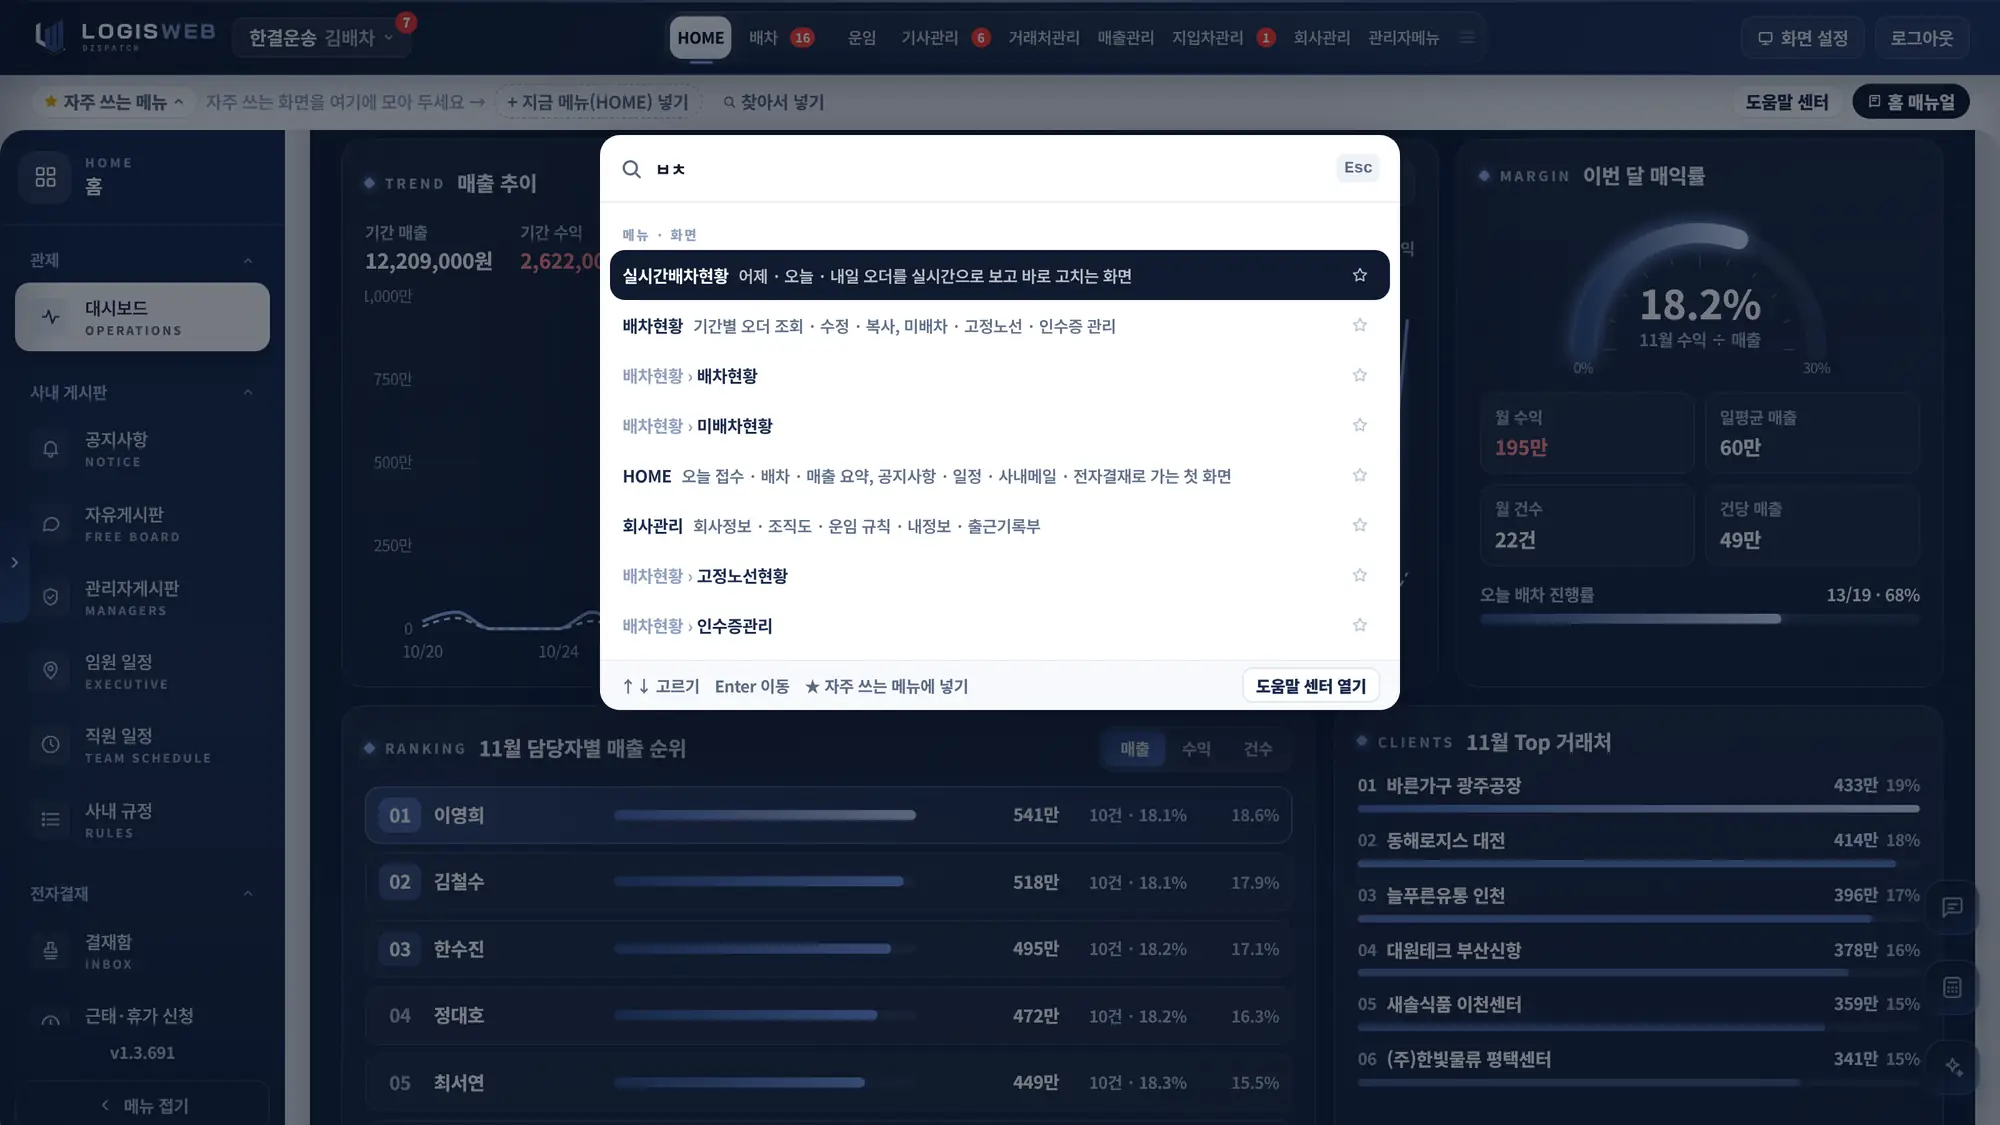 LOGISWEB
DISPATCH
한결운송 김배차
7
HOME
배차 16
운임
기사관리 6
거래처관리
매출관리
지입차관리 1
회사관리
관리자메뉴
화면 설정
로그아웃
★ 자주 쓰는 메뉴
자주 쓰는 화면을 여기에 모아 두세요 →
+ 지금 메뉴(HOME) 넣기
찾아서 넣기
도움말 센터
홈 매뉴얼
HOME
홈
관제
대시보드
OPERATIONS
사내 게시판
공지사항
NOTICE
자유게시판
FREE BOARD
관리자게시판
MANAGERS
임원 일정
EXECUTIVE
직원 일정
TEAM SCHEDULE
사내 규정
RULES
전자결재
결재함
INBOX
근태·휴가 신청
v1.3.691
메뉴 접기
ㅂㅊ
Esc
메뉴 · 화면
실시간배차현황 어제 · 오늘 · 내일 오더를 실시간으로 보고 바로 고치는 화면
배차현황 기간별 오더 조회 · 수정 · 복사, 미배차 · 고정노선 · 인수증 관리
배차현황 › 배차현황
배차현황 › 미배차현황
HOME 오늘 접수 · 배차 · 매출 요약, 공지사항 · 일정 · 사내메일 · 전자결재로 가는 첫 화면
회사관리 회사정보 · 조직도 · 운임 규칙 · 내정보 · 출근기록부
배차현황 › 고정노선현황
배차현황 › 인수증관리
↑↓ 고르기 Enter 이동 ★ 자주 쓰는 메뉴에 넣기
도움말 센터 열기
TREND 매출 추이
기간 매출
12,209,000원
기간 수익
2,622,00
1,000만
750만
500만
250만
0
10/20
10/24
익
MARGIN 이번 달 매익률
18.2%
11월 수익 ÷ 매출
0%
30%
월 수익
195만
일평균 매출
60만
월 건수
22건
건당 매출
49만
오늘 배차 진행률
13/19 · 68%
RANKING 11월 담당자별 매출 순위
매출
수익
건수
01 이영희 541만 10건 · 18.1% 18.6%
02 김철수 518만 10건 · 18.1% 17.9%
03 한수진 495만 10건 · 18.2% 17.1%
04 정대호 472만 10건 · 18.2% 16.3%
05 최서연 449만 10건 · 18.3% 15.5%
CLIENTS 11월 Top 거래처
01 바른가구 광주공장 433만 19%
02 동해로지스 대전 414만 18%
03 늘푸른유통 인천 396만 17%
04 대원테크 부산신항 378만 16%
05 새솔식품 이천센터 359만 15%
06 (주)한빛물류 평택센터 341만 15%